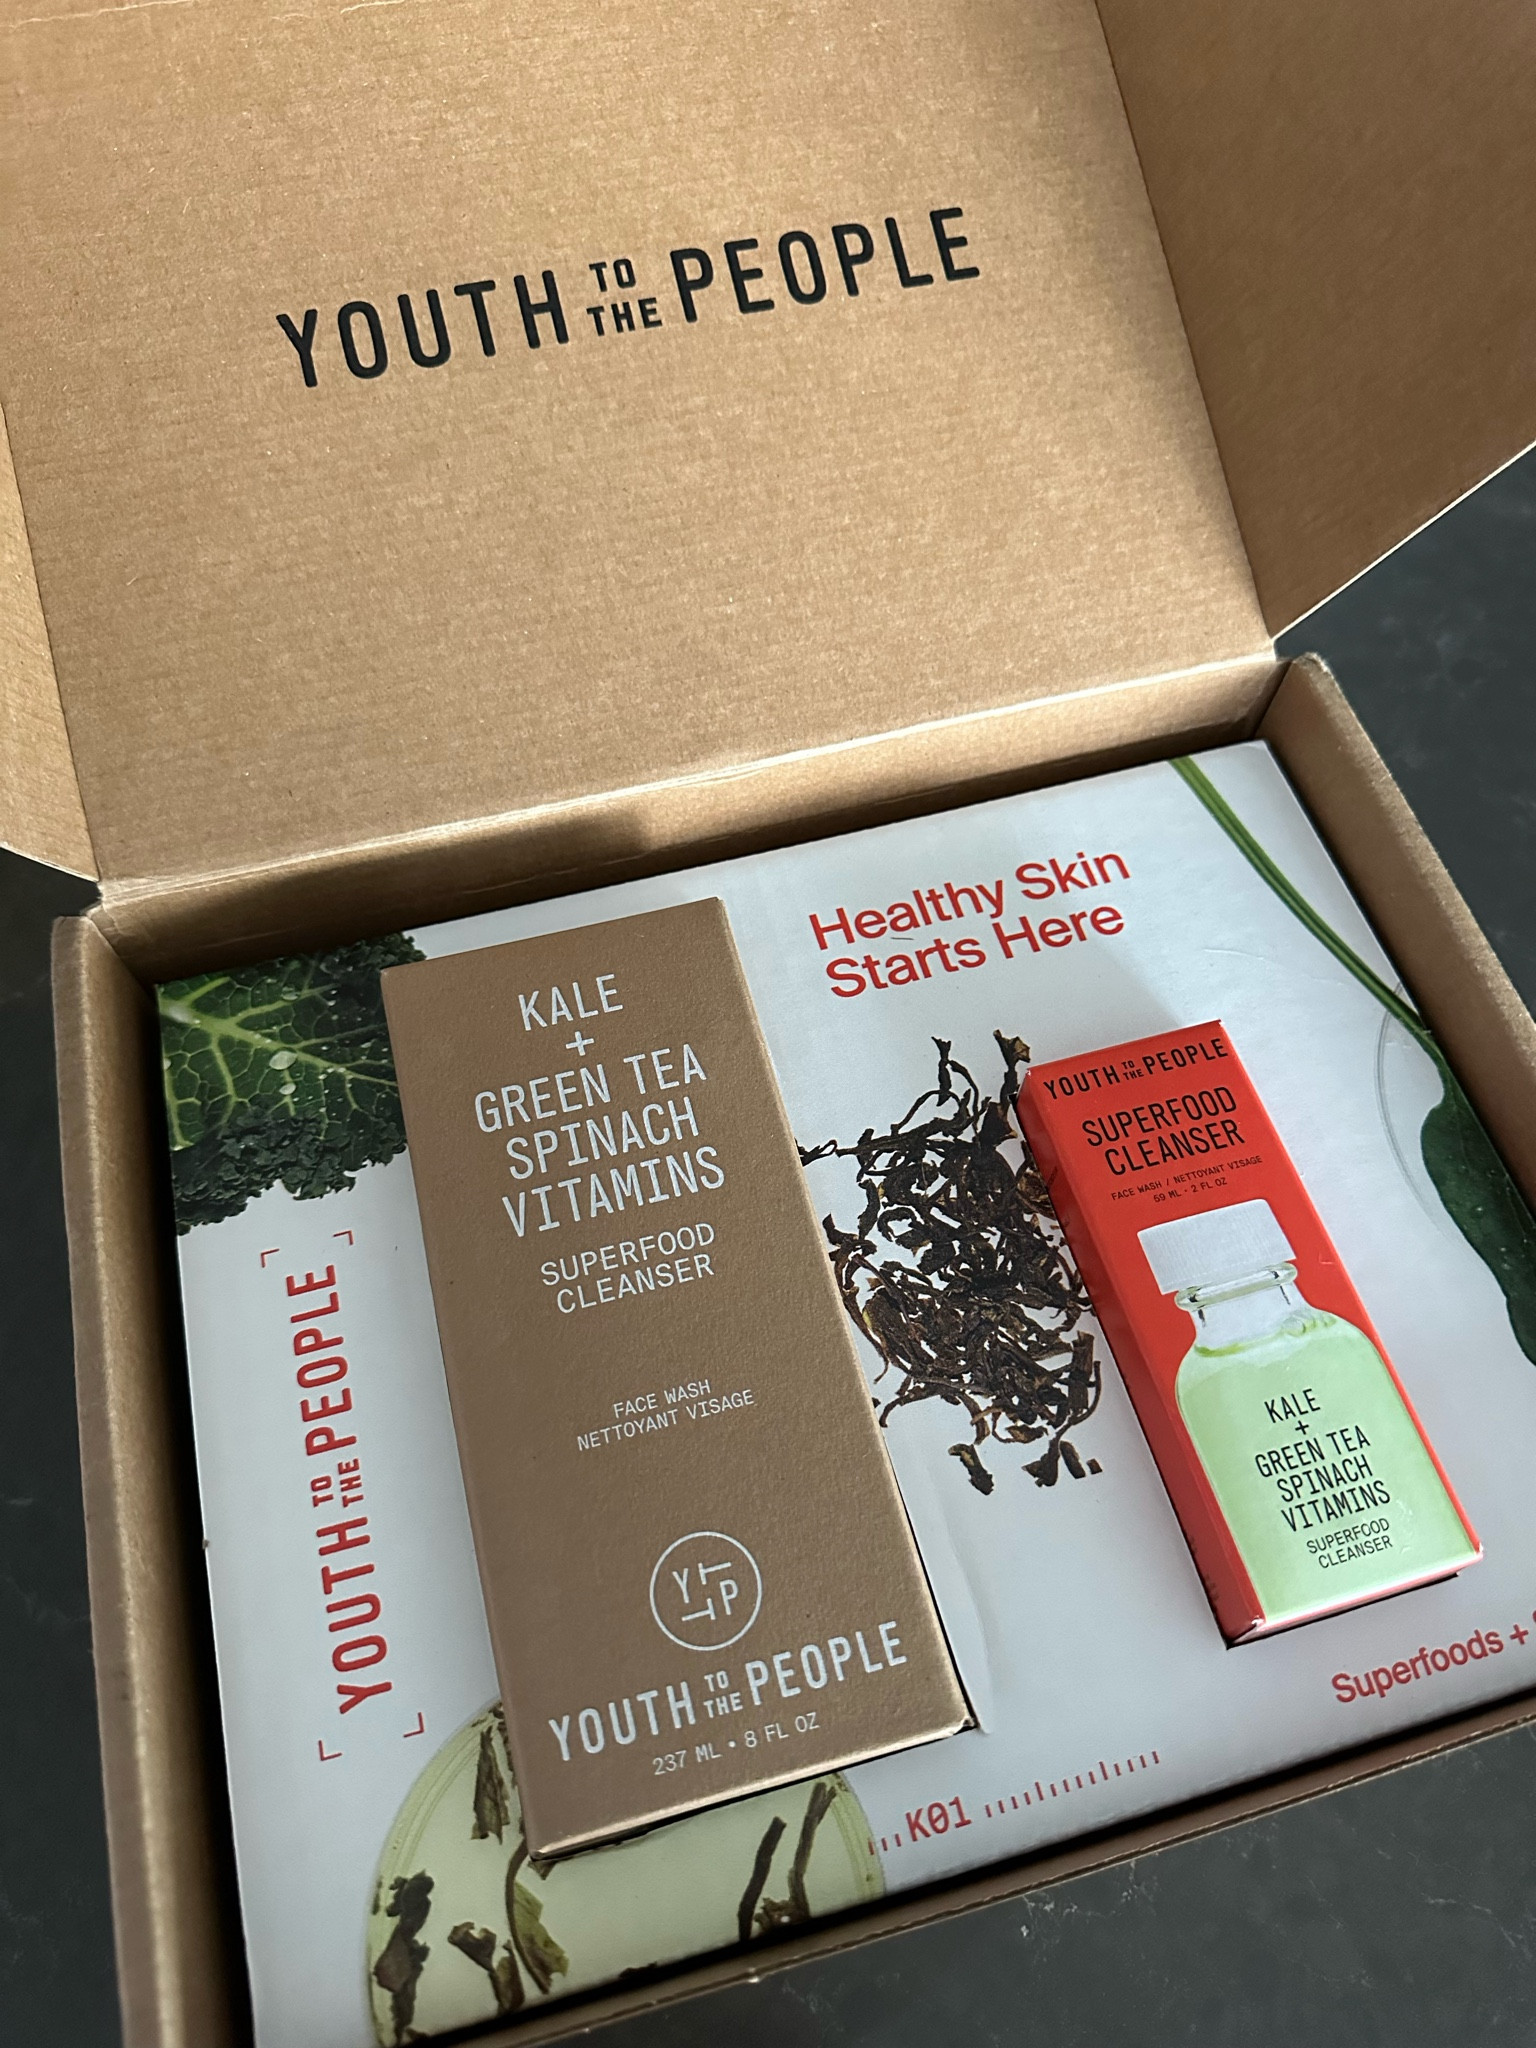 YOUTH TO THE PEOPLE
Healthy Skin
Starts Here
KALE
+
GREEN TEA
SPINACH
VITAMINS
SUPERFOOD
CLEANSER
FACE WASH
NETTOYANT VISAGE
YTTP
YOUTH TO THE PEOPLE
237 ML • 8 FL OZ
YOUTH TO THE PEOPLE
YOUTH TO THE PEOPLE
SUPERFOOD
CLEANSER
FACE WASH / NETTOYANT VISAGE
59 ML • 2 FL OZ
KALE
+
GREEN TEA
SPINACH
VITAMINS
SUPERFOOD
CLEANSER
Superfoods +
K01